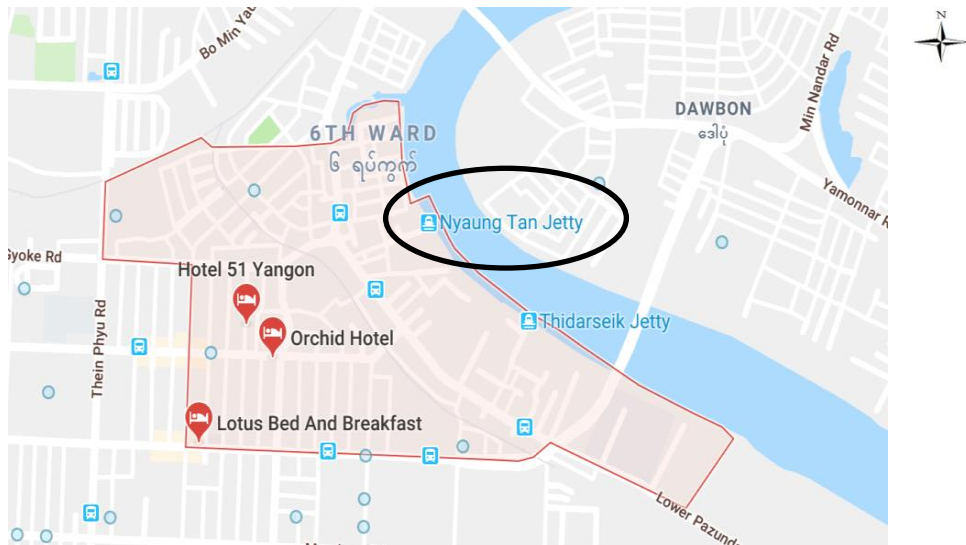 N
Bo Min Yau
6TH WARD
၆ ရပ်ကွက်
DAWBON
ဒေါပုံ
Min Nandar Rd
Yamonnar R
Nyaung Tan Jetty
Gyoke Rd
Hotel 51 Yangon
Thein Phyu Rd
Orchid Hotel
Thidarseik Jetty
Lotus Bed And Breakfast
Lower Pazund